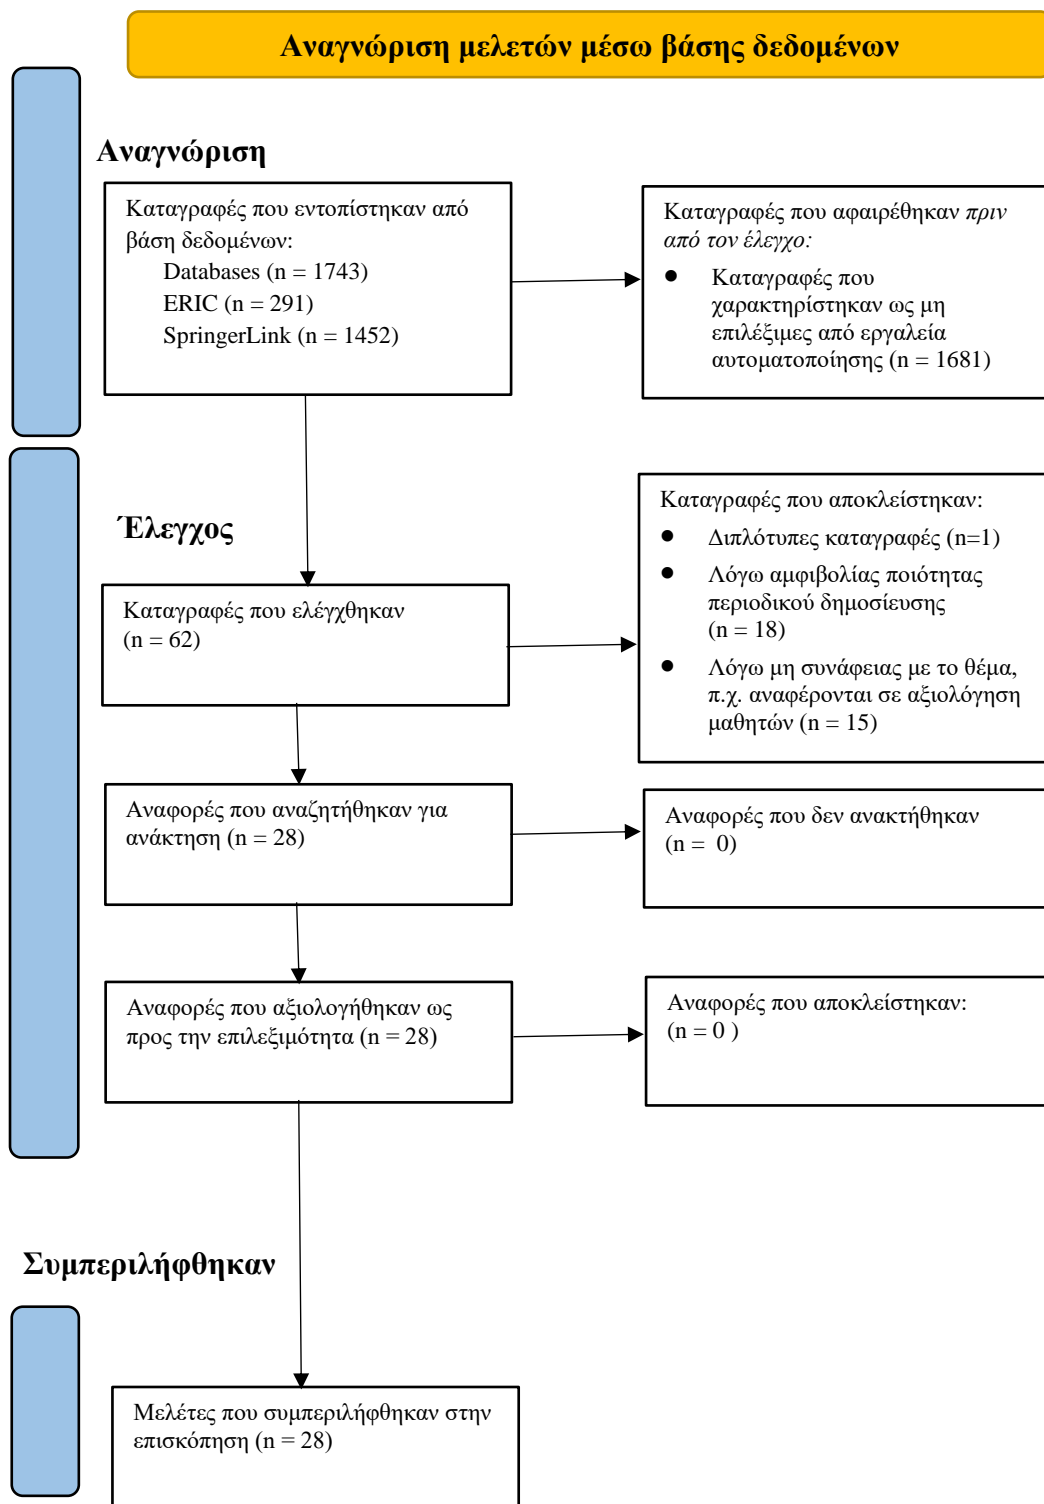 Αναγνώριση μελετών μέσω βάσης δεδομένων
Αναγνώριση
Καταγραφές που εντοπίστηκαν από
βάση δεδομένων:
Databases (n = 1743)
ERIC (n = 291)
SpringerLink (n = 1452)
Καταγραφές που αφαιρέθηκαν πριν
από τον έλεγχο:
● Καταγραφές που
χαρακτηρίστηκαν ως μη
επιλέξιμες από εργαλεία
αυτοματοποίησης (n = 1681)
Έλεγχος
Καταγραφές που ελέγχθηκαν
(n = 62)
Καταγραφές που αποκλείστηκαν:
● Διπλότυπες καταγραφές (n=1)
● Λόγω αμφιβολίας ποιότητας
περιοδικού δημοσίευσης
(n = 18)
● Λόγω μη συνάφειας με το θέμα,
π.χ. αναφέρονται σε αξιολόγηση
μαθητών (n = 15)
Αναφορές που αναζητήθηκαν για
ανάκτηση (n = 28)
Αναφορές που δεν ανακτήθηκαν
(n = 0)
Αναφορές που αξιολογήθηκαν ως
προς την επιλεξιμότητα (n = 28)
Αναφορές που αποκλείστηκαν:
(n = 0 )
Συμπεριλήφθηκαν
Μελέτες που συμπεριλήφθηκαν στην
επισκόπηση (n = 28)